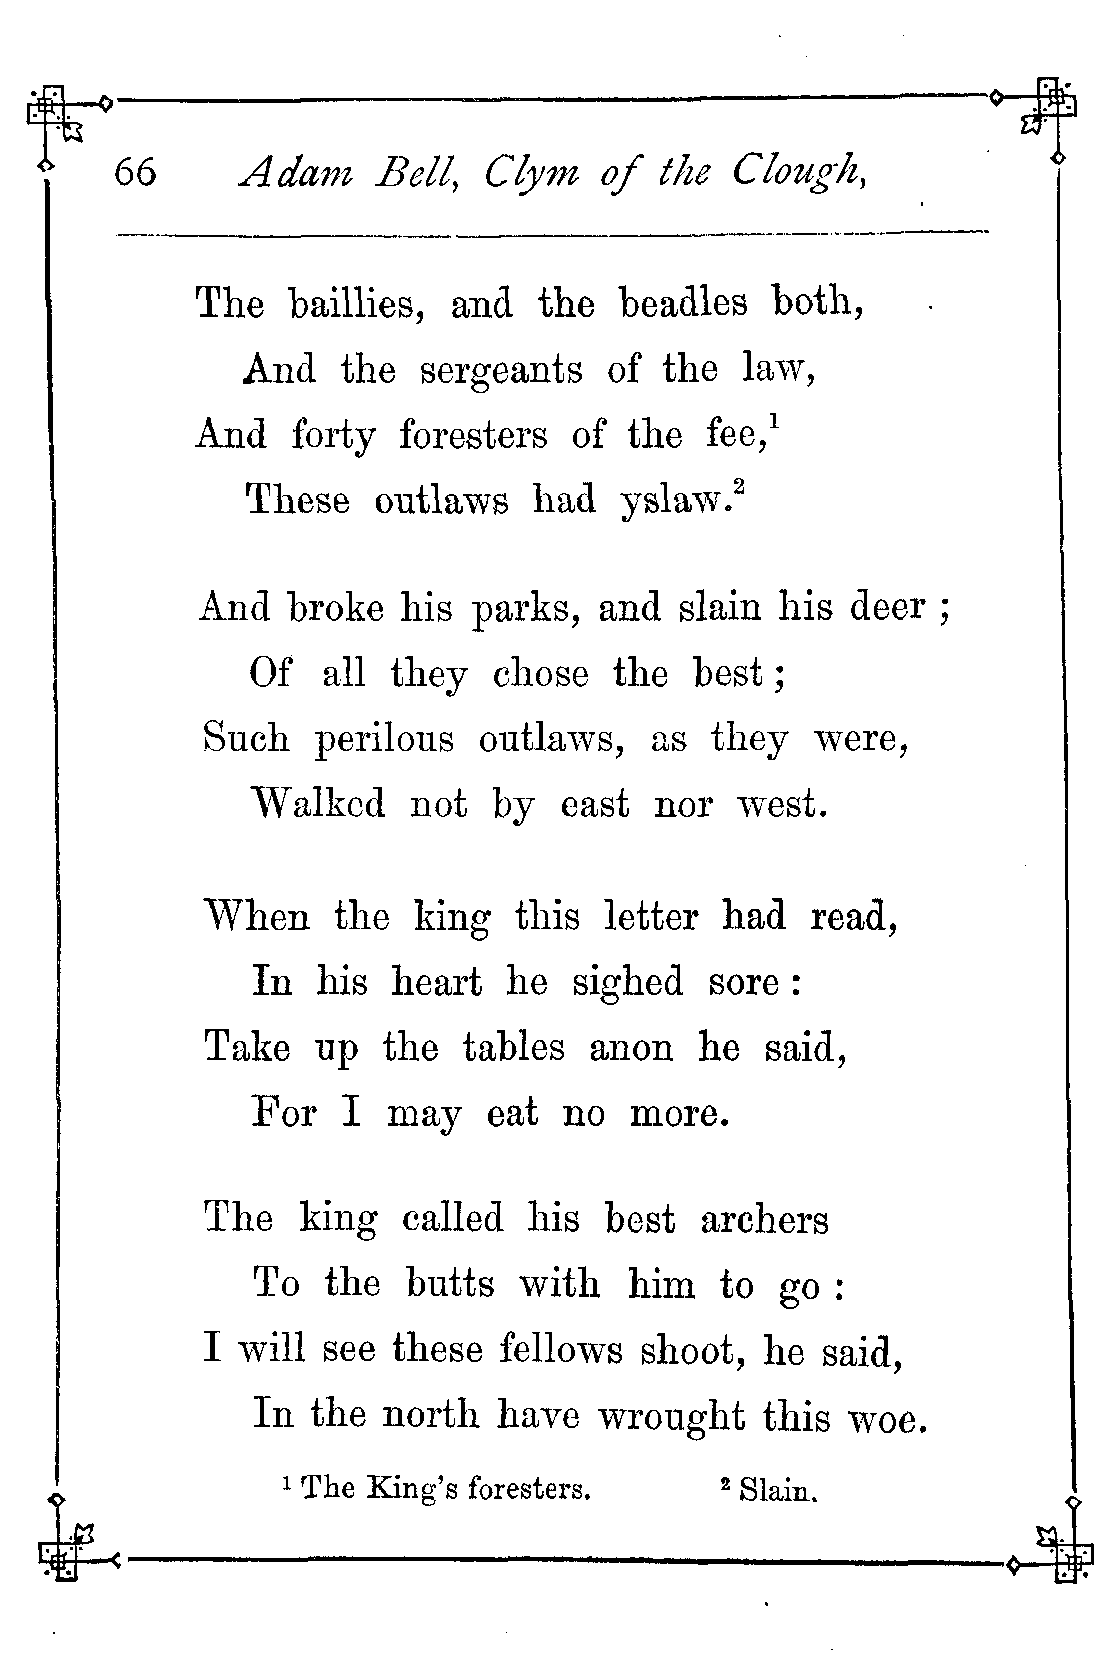 66 Adam Bell, Clym of the Clough,
The baillies, and the beadles both,
And the sergeants of the law,
And forty foresters of the fee,¹
These outlaws had yslaw.²
And broke his parks, and slain his deer ;
Of all they chose the best ;
Such perilous outlaws, as they were,
Walked not by east nor west.
When the king this letter had read,
In his heart he sighed sore :
Take up the tables anon he said,
For I may eat no more.
The king called his best archers
To the butts with him to go :
I will see these fellows shoot, he said,
In the north have wrought this woe.
¹ The King's foresters. ² Slain.